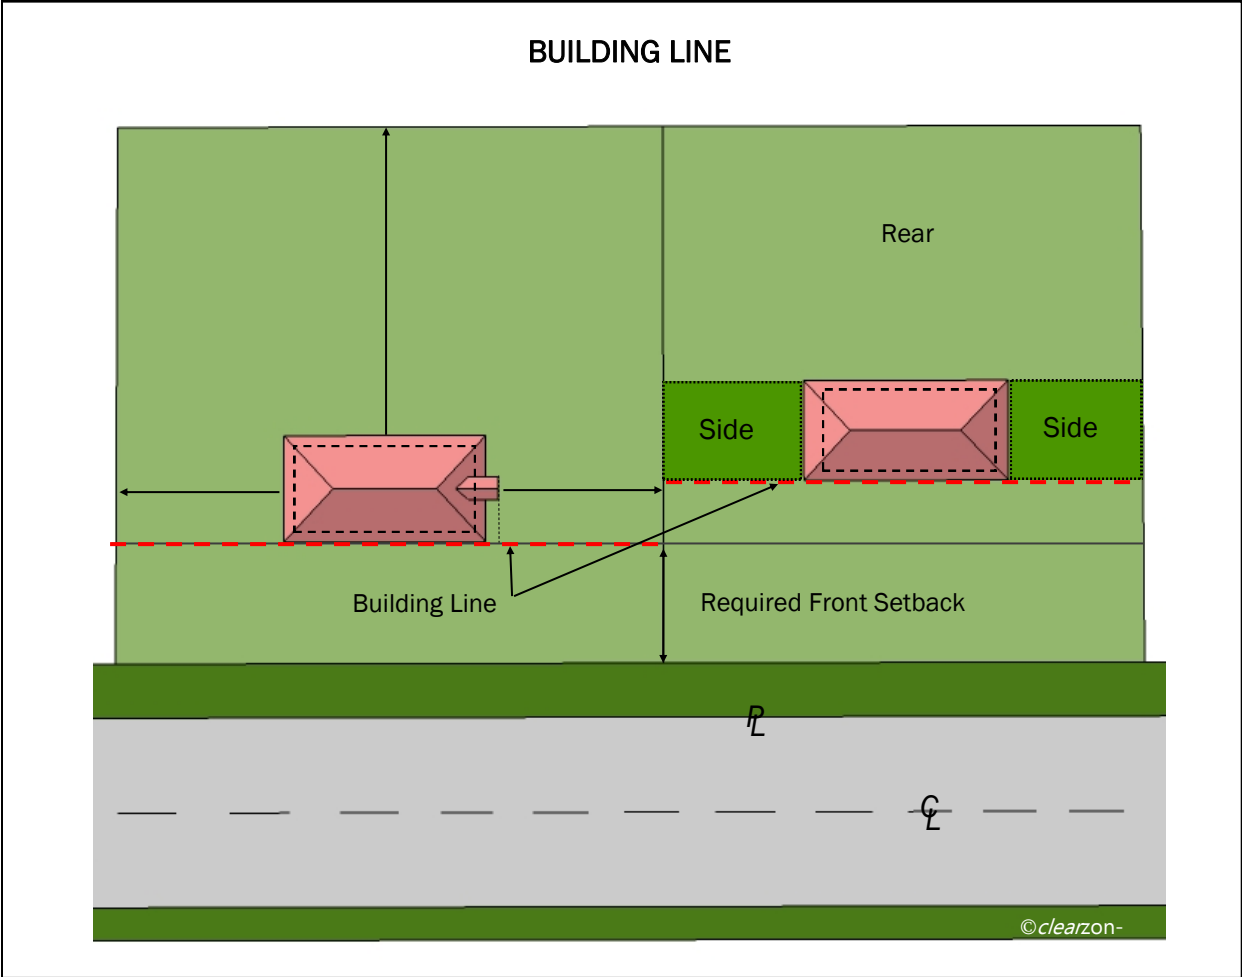 BUILDING LINE
Rear
Side
Side
Building Line
Required Front Setback
PL
CL
©clearzon-